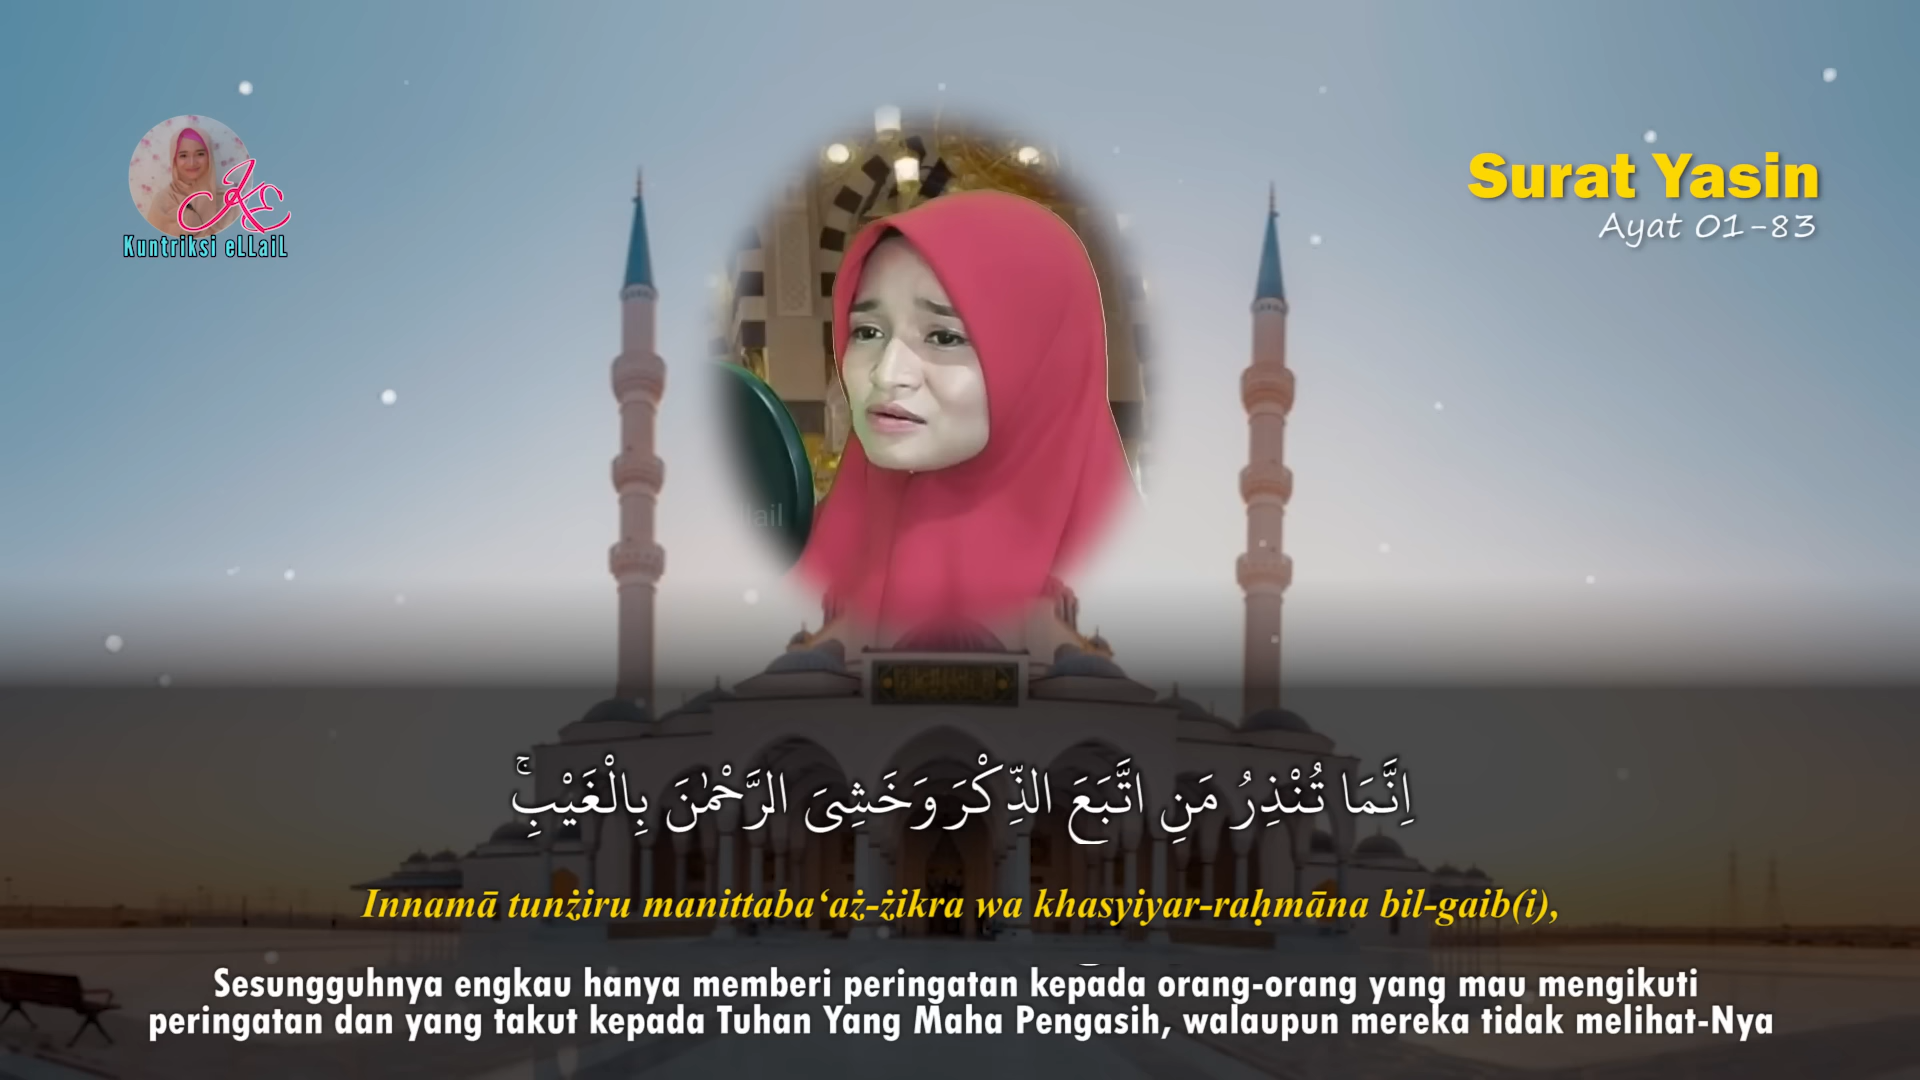 KE
Kuntriksi eLLaiL
Surat Yasin
Ayat 01-83
lail
اِنَّمَا تُنْذِرُ مَنِ اتَّبَعَ الذِّكْرَ وَخَشِيَ الرَّحْمٰنَ بِالْغَيْبِۚ
Innamā tunżiru manittaba‘aż-żikra wa khasyiyar-raḥmāna bil-gaib(i),
Sesungguhnya engkau hanya memberi peringatan kepada orang-orang yang mau mengikuti
peringatan dan yang takut kepada Tuhan Yang Maha Pengasih, walaupun mereka tidak melihat-Nya